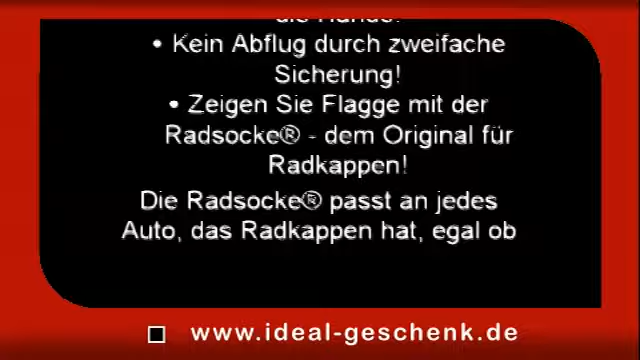 • Kein Abflug durch zweifache
Sicherung!
• Zeigen Sie Flagge mit der
Radsocke® - dem Original für
Radkappen!
Die Radsocke® passt an jedes
Auto, das Radkappen hat, egal ob
www.ideal-geschenk.de